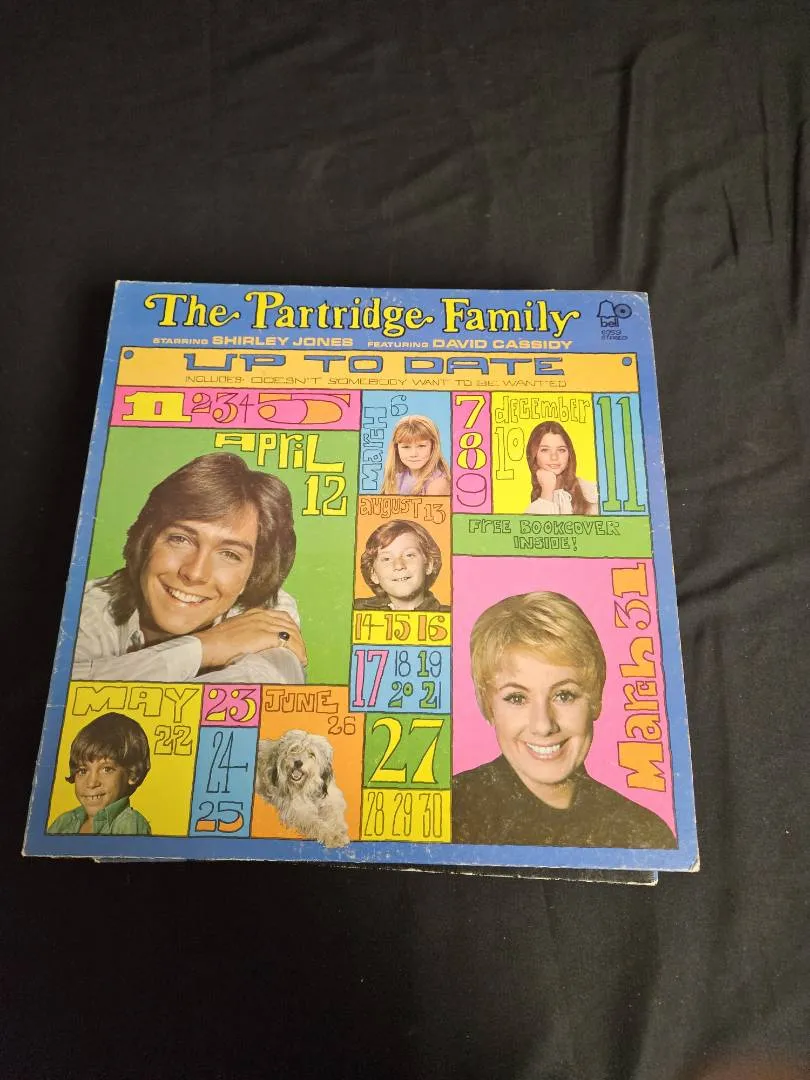 The Partridge Family
STARRING SHIRLEY JONES FEATURING DAVID CASSIDY
bell
6059
STEREO
UP TO DATE
INCLUDES: DOESN'T SOMEBODY WANT TO BE WANTED
1 2 3 4 5
MARCH 6
7 8 9
DECEMBER 10
11
APRIL 12
AUGUST 13
FREE BOOKCOVER INSIDE!
14 15 16
17
18 19
20 21
March 31
MAY 22
23
24
25
JUNE 26
27
28 29 30